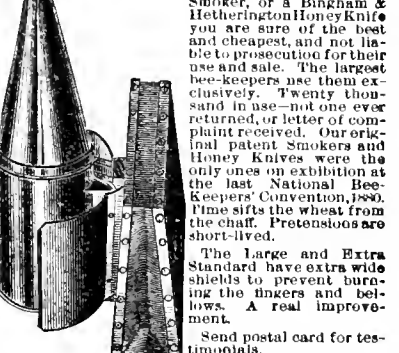 Smoker, or a Bingham &
Hetherington Honey Knife
you are sure of the best
and cheapest, and not lia-
ble to prosecution for their
use and sale. The largest
bee-keepers use them ex-
clusively. Twenty thou-
sand in use—not one ever
returned, or letter of com-
plaint received. Our orig-
inal patent Smokers and
Honey Knives were the
only ones on exhibition at
the last National Bee-
Keepers' Convention, 1880.
Time sifts the wheat from
the chaff. Pretensions are
short-lived.
The Large and Extra
Standard have extra wide
shields to prevent burn-
ing the fingers and bel-
lows. A real improve-
ment.
Send postal card for tes-
timonials.